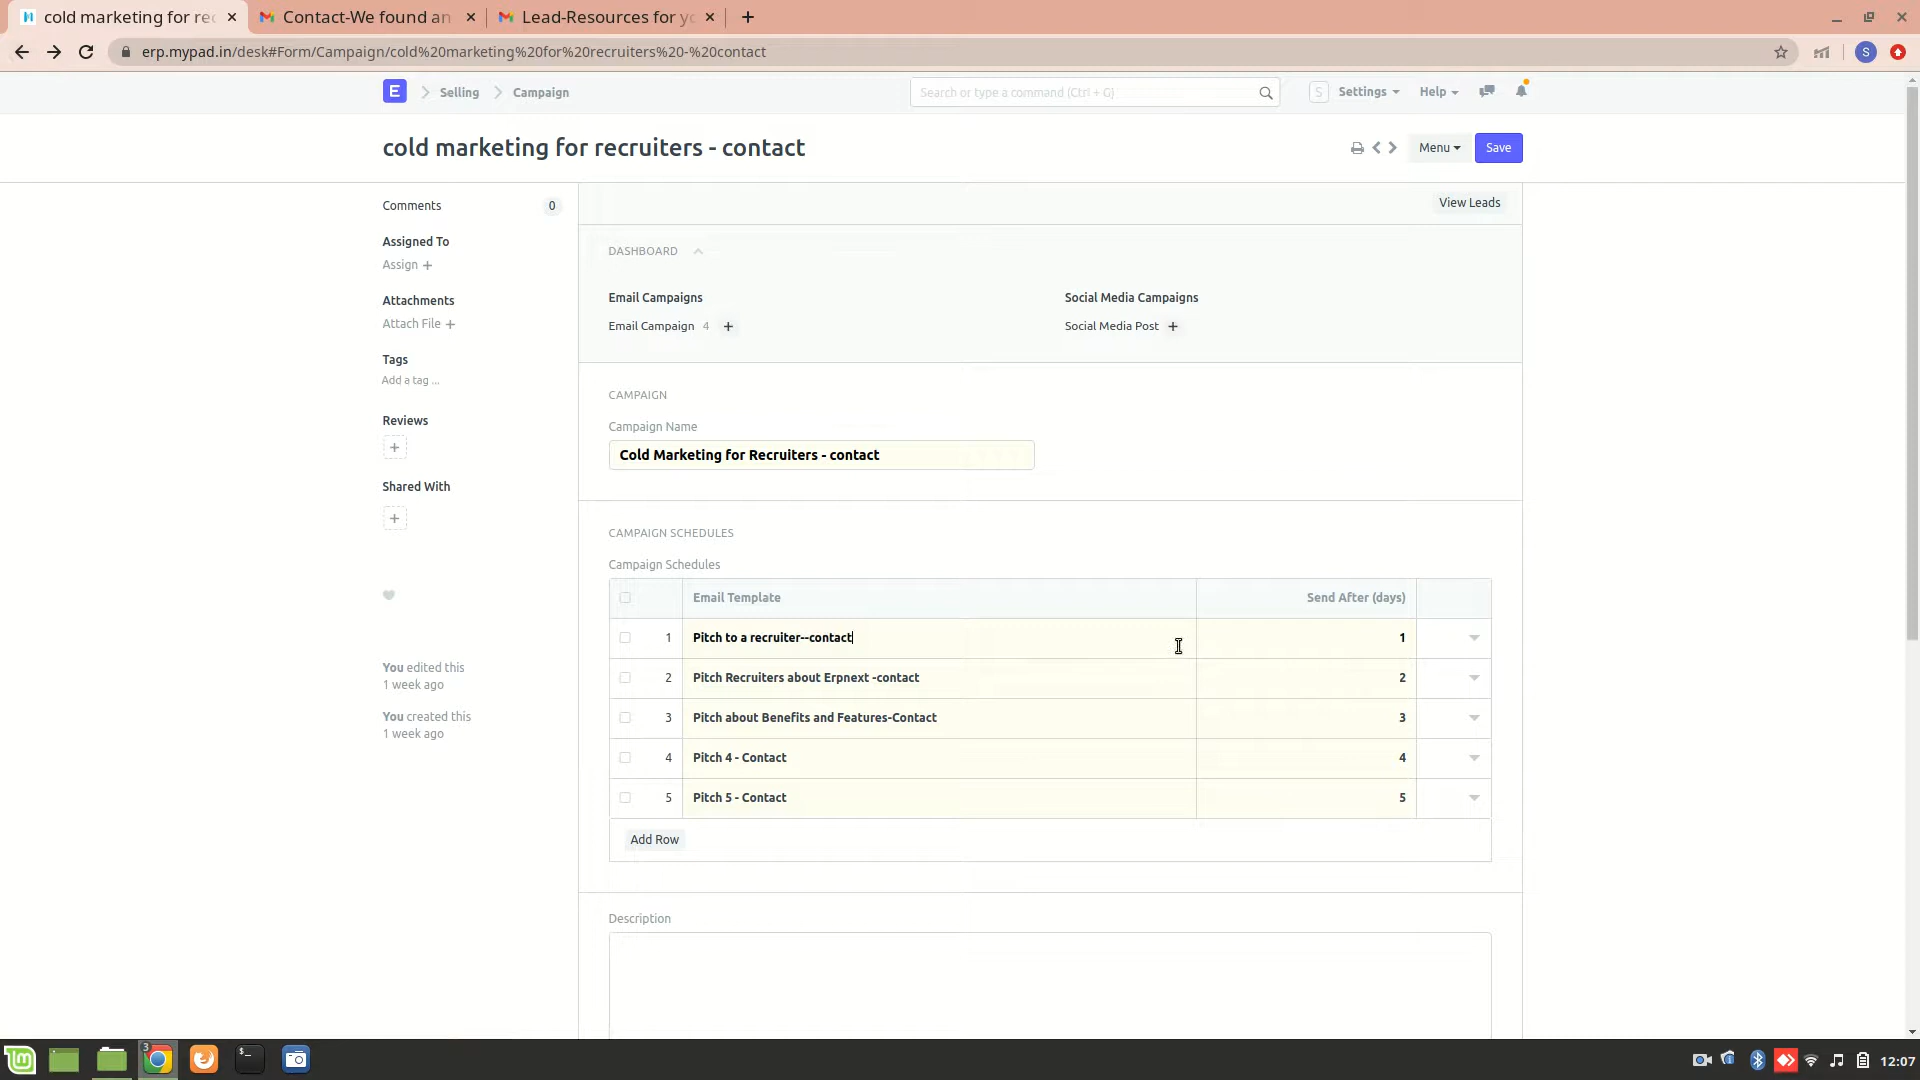 cold marketing for rec
Contact-We found an
Lead-Resources for yo
erp.mypad.in/desk#Form/Campaign/cold%20marketing%20for%20recruiters%20-%20contact
S
E
Selling
Campaign
Search or type a command (Ctrl + G)
S
Settings
Help
cold marketing for recruiters - contact
Menu
Save
Comments
0
View Leads
Assigned To
Assign +
DASHBOARD
Attachments
Attach File +
Email Campaigns
Social Media Campaigns
Email Campaign 4 +
Social Media Post +
Tags
Add a tag ...
CAMPAIGN
Reviews
+
Campaign Name
Cold Marketing for Recruiters - contact
Shared With
+
CAMPAIGN SCHEDULES
Campaign Schedules
Email Template Send After (days)
1 Pitch to a recruiter--contact 1
2 Pitch Recruiters about Erpnext -contact 2
3 Pitch about Benefits and Features-Contact 3
4 Pitch 4 - Contact 4
5 Pitch 5 - Contact 5
Add Row
You edited this
1 week ago
You created this
1 week ago
Description
3
12:07